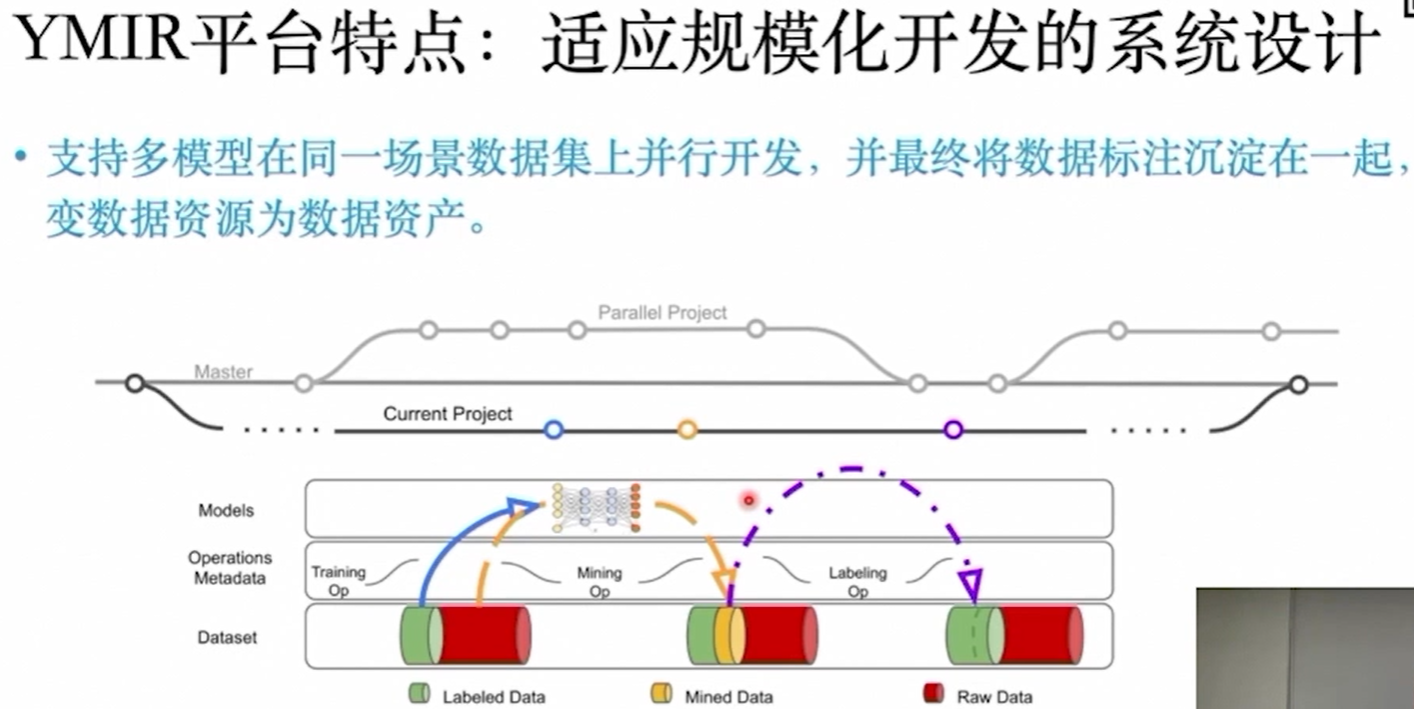 YMIR平台特点：适应规模化开发的系统设计
• 支持多模型在同一场景数据集上并行开发，并最终将数据标注沉淀在一起，
变数据资源为数据资产。
Parallel Project
Master
Current Project
Models
Operations
Metadata
Training
Op
Mining
Op
Labeling
Op
Dataset
Labeled Data
Mined Data
Raw Data